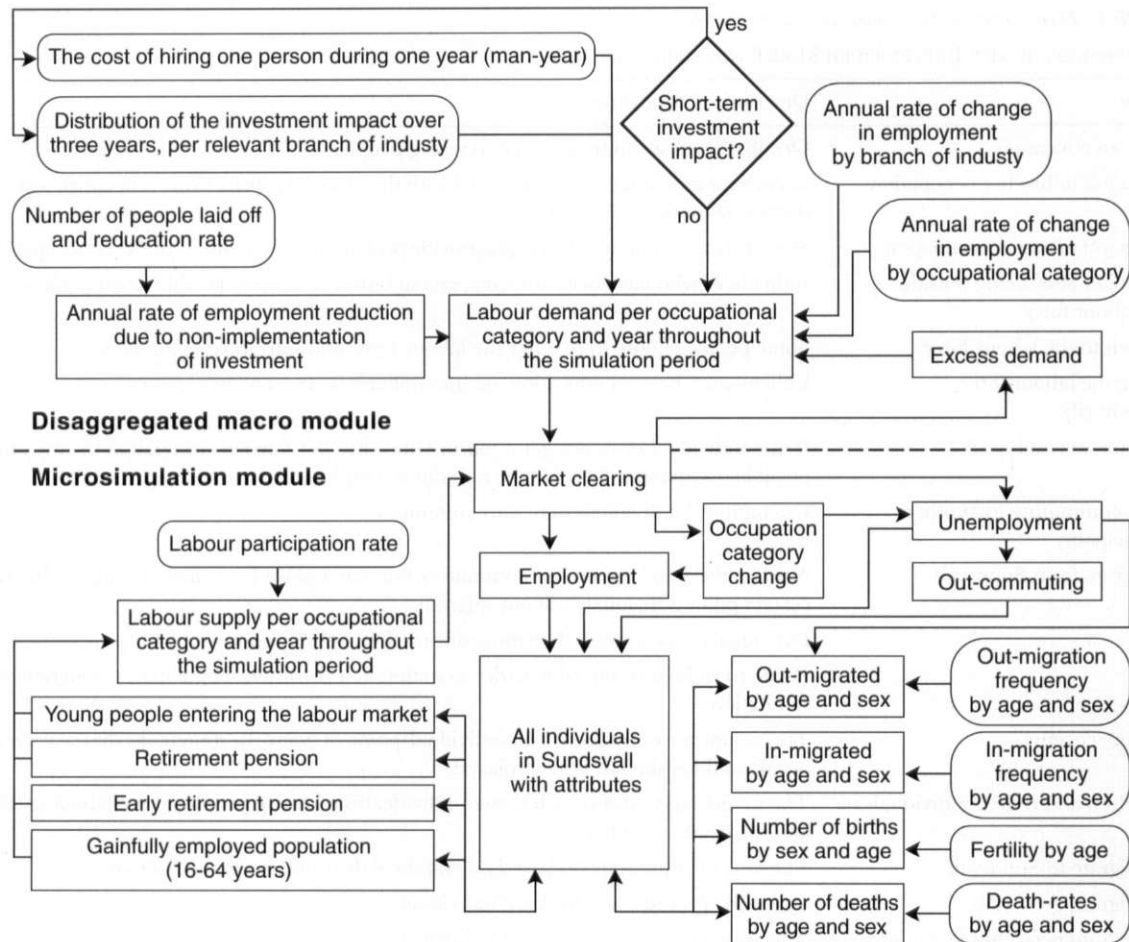 yes
The cost of hiring one person during one year (man-year)
Short-term
investment
impact?
Annual rate of change
in employment
by branch of industy
Distribution of the investment impact over
three years, per relevant branch of industy
Number of people laid off
and reducation rate
no
Annual rate of change
in employment
by occupational category
Annual rate of employment reduction
due to non-implementation
of investment
Labour demand per occupational
category and year throughout
the simulation period
Excess demand
Disaggregated macro module
Microsimulation module
Market clearing
Labour participation rate
Employment
Occupation
category
change
Unemployment
Out-commuting
Labour supply per occupational
category and year throughout
the simulation period
Young people entering the labour market
Retirement pension
Early retirement pension
Gainfully employed population
(16-64 years)
All individuals
in Sundsvall
with attributes
Out-migrated
by age and sex
Out-migration
frequency
by age and sex
In-migrated
by age and sex
In-migration
frequency
by age and sex
Number of births
by sex and age
Fertility by age
Number of deaths
by age and sex
Death-rates
by age and sex